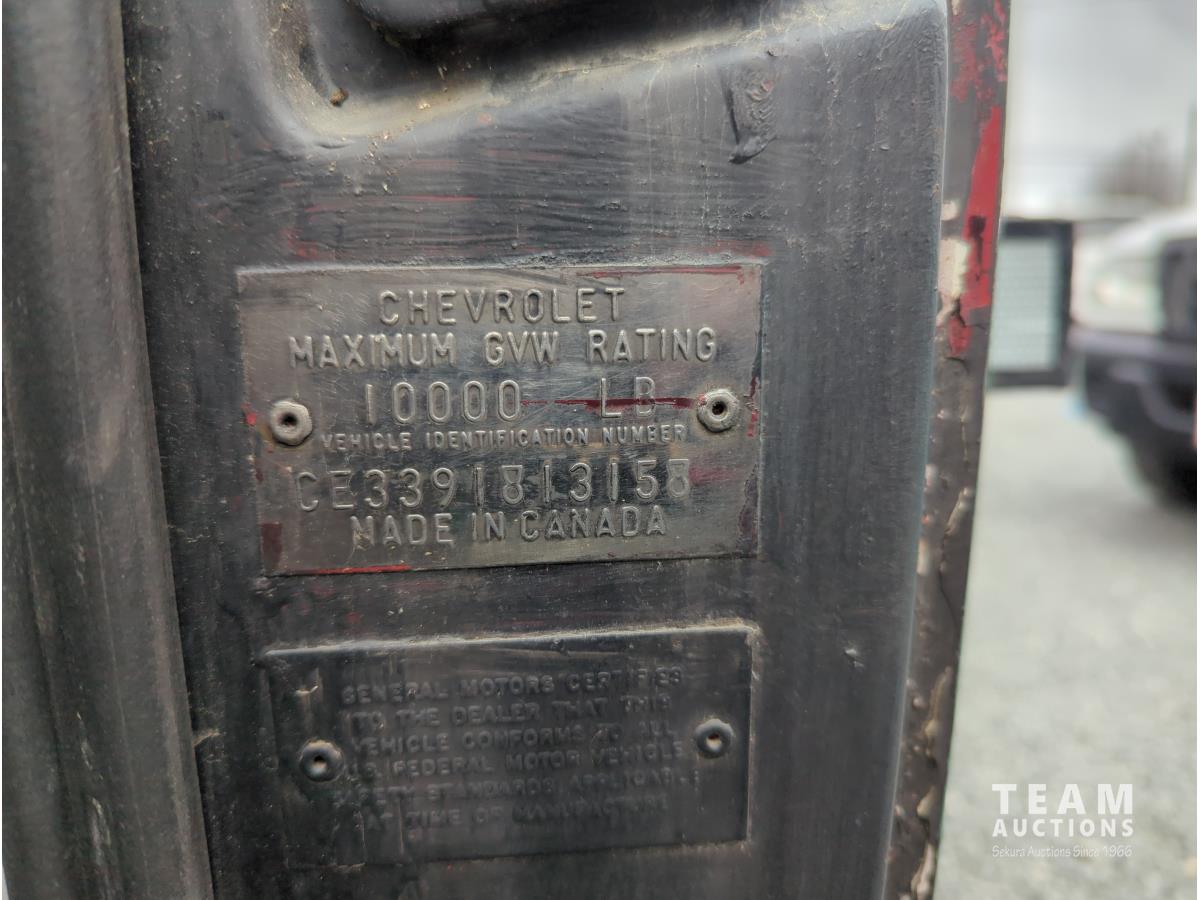 CHEVROLET
MAXIMUM GVW RATING
10000 LB
VEHICLE IDENTIFICATION NUMBER
CE3391813158
MADE IN CANADA
GENERAL MOTORS CERTIFIES
TO THE DEALER THAT THIS
VEHICLE CONFORMS TO ALL
FEDERAL MOTOR VEHICLE
SAFETY STANDARDS APPLICABLE
AT TIME OF MANUFACTURE
TEAM
AUCTIONS
Sekura Auctions Since 1966